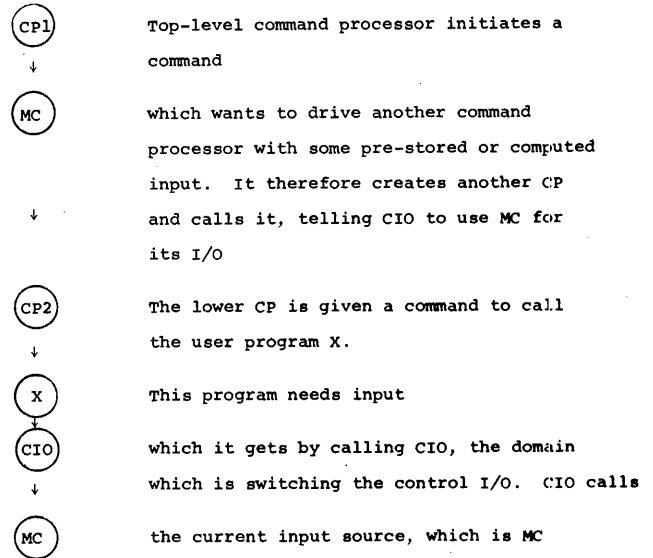 CP1 Top-level command processor initiates a
↓ command
MC which wants to drive another command
processor with some pre-stored or computed
input. It therefore creates another CP
↓ and calls it, telling CIO to use MC for
its I/O
CP2 The lower CP is given a command to call
↓ the user program X.
X This program needs input
↓
CIO which it gets by calling CIO, the domain
↓ which is switching the control I/O. CIO calls
MC the current input source, which is MC